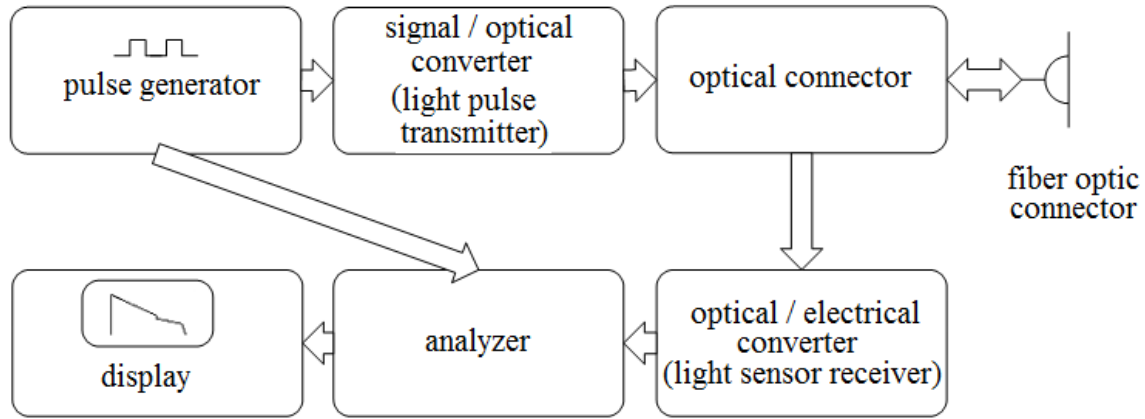 pulse generator
signal / optical
converter
(light pulse
transmitter)
optical connector
fiber optic
connector
display
analyzer
optical / electrical
converter
(light sensor receiver)